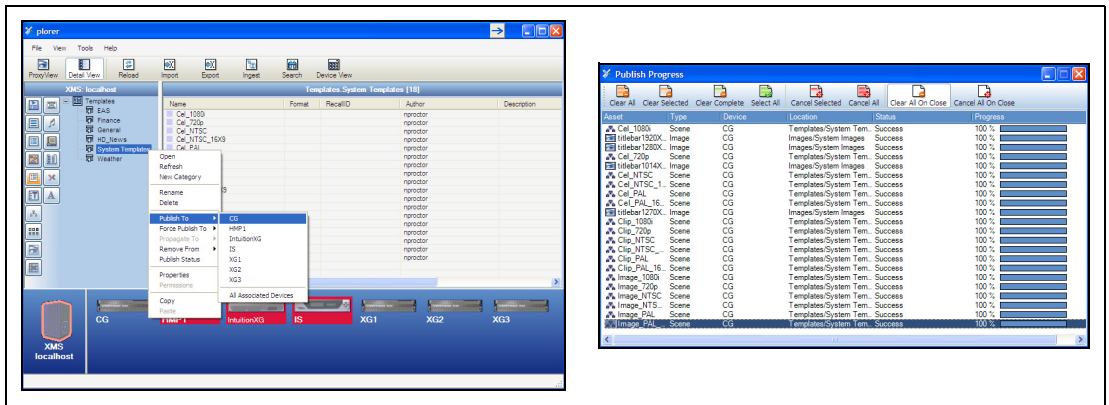 plorer
File View Tools Help
ProxyView Detail View Reload Import Export Ingest Search Device View
XMS: localhost
Templates.System Templates [18]
Templates
EAS
Finance
General
HD_News
System Templates
Weather
Name Format RecallID Author Description
Cel_1080i nproctor
Cel_720p nproctor
Cel_NTSC nproctor
Cel_NTSC_16X9 nproctor
Cel_PAL nproctor
nproctor
nproctor
nproctor
nproctor
nproctor
nproctor
nproctor
nproctor
nproctor
nproctor
nproctor
nproctor
nproctor
Open
Refresh
New Category
Rename
Delete
Publish To
Force Publish To
Propagate To
Remove From
Publish Status
Properties
Permissions
Copy
Paste
CG
HMP1
IntuitionXG
IS
XG1
XG2
XG3
All Associated Devices
XMS
localhost
CG HMP1 IntuitionXG IS XG1 XG2 XG3
Publish Progress
Clear All Clear Selected Clear Complete Select All Cancel Selected Cancel All Clear All On Close Cancel All On Close
Asset Type Device Location Status Progress
Cel_1080i Scene CG Templates/System Tem... Success 100 %
titlebar1920X... Image CG Images/System Images Success 100 %
titlebar1280X... Image CG Images/System Images Success 100 %
Cel_720p Scene CG Templates/System Tem... Success 100 %
titlebar1014X... Image CG Images/System Images Success 100 %
Cel_NTSC Scene CG Templates/System Tem... Success 100 %
Cel_NTSC_1... Scene CG Templates/System Tem... Success 100 %
Cel_PAL Scene CG Templates/System Tem... Success 100 %
Cel_PAL_16... Scene CG Templates/System Tem... Success 100 %
titlebar1270X... Image CG Images/System Images Success 100 %
Clip_1080i Scene CG Templates/System Tem... Success 100 %
Clip_720p Scene CG Templates/System Tem... Success 100 %
Clip_NTSC Scene CG Templates/System Tem... Success 100 %
Clip_NTSC_... Scene CG Templates/System Tem... Success 100 %
Clip_PAL Scene CG Templates/System Tem... Success 100 %
Clip_PAL_16... Scene CG Templates/System Tem... Success 100 %
Image_1080i Scene CG Templates/System Tem... Success 100 %
Image_720p Scene CG Templates/System Tem... Success 100 %
Image_NTSC Scene CG Templates/System Tem... Success 100 %
Image_NTS... Scene CG Templates/System Tem... Success 100 %
Image_PAL Scene CG Templates/System Tem... Success 100 %
Image_PAL_... Scene CG Templates/System Tem... Success 100 %